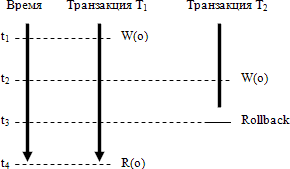 Время Транзакция T1 Транзакция T2
t1 W(o)
t2 W(o)
t3 Rollback
t4 R(o)